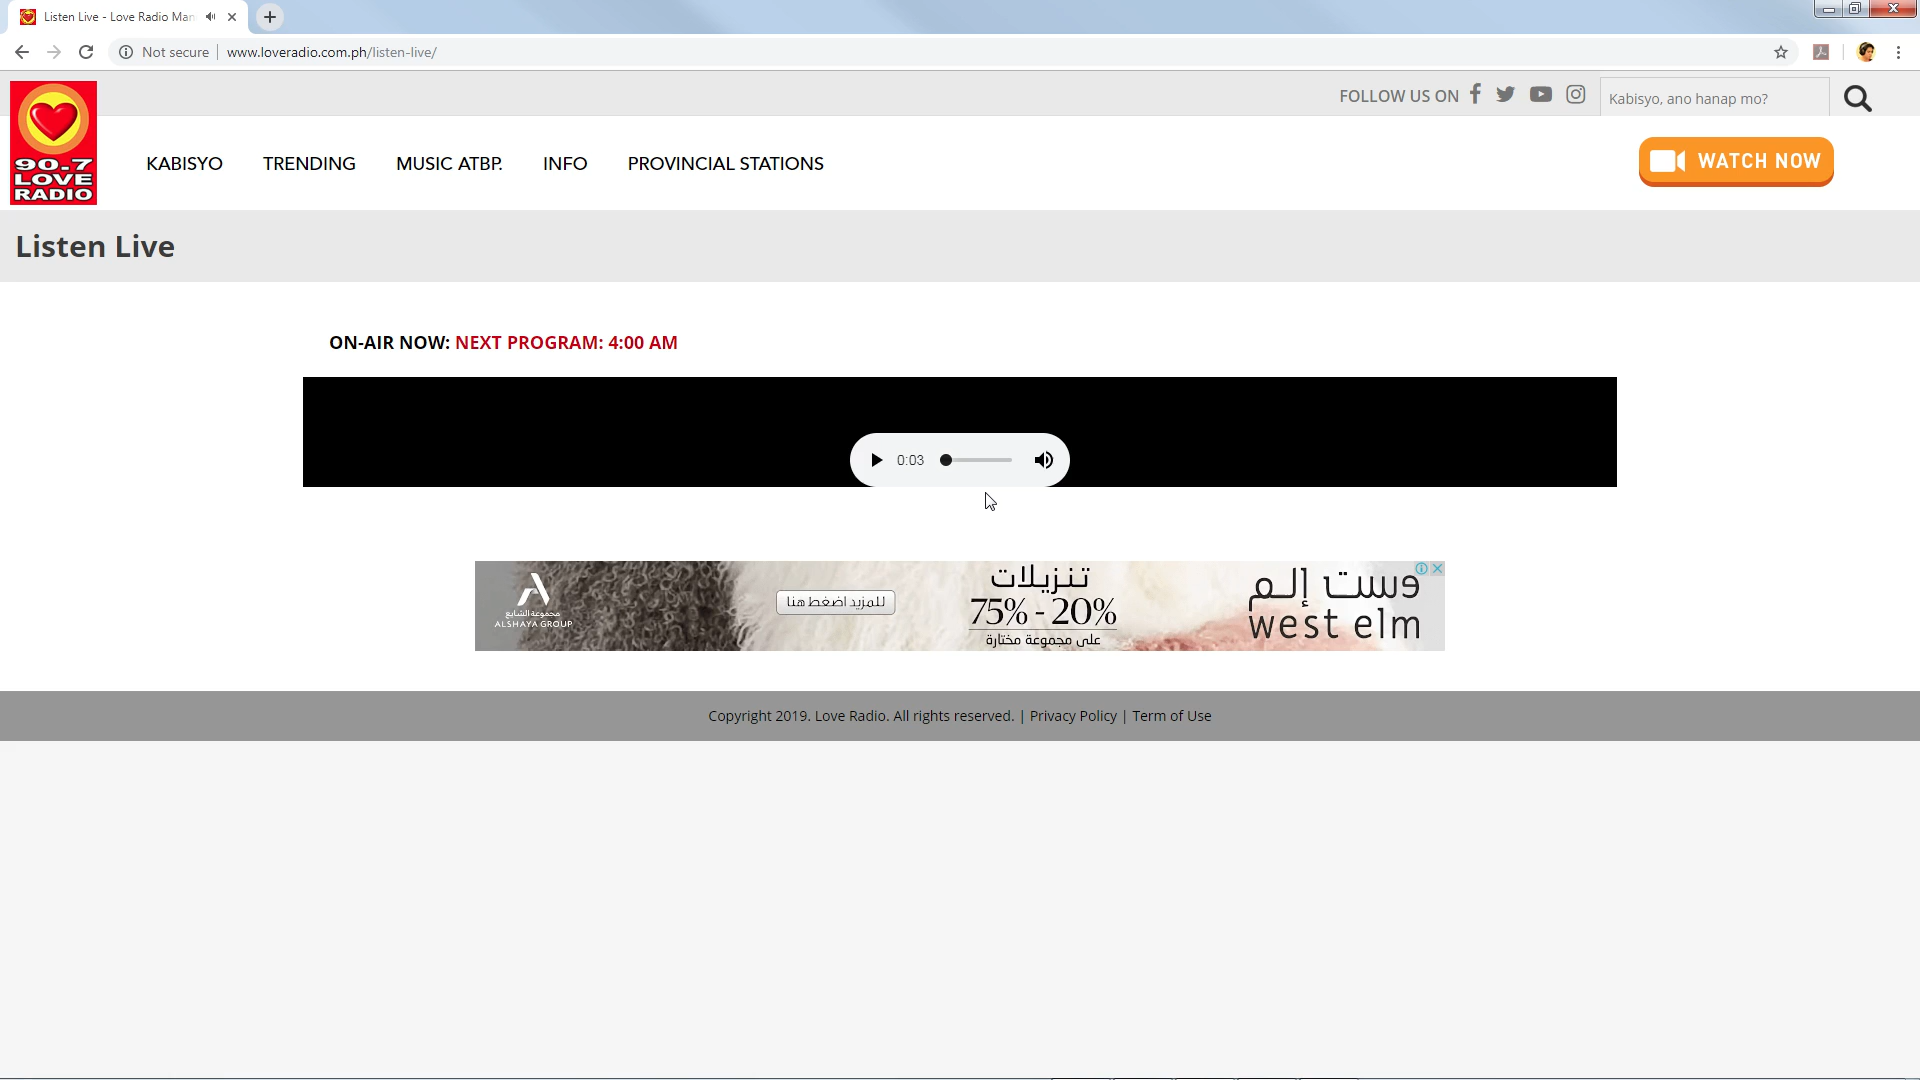 Listen Live - Love Radio Man
Not secure
www.loveradio.com.ph/listen-live/
FOLLOW US ON
Kabisyo, ano hanap mo?
90.7
LOVE
RADIO
KABISYO
TRENDING
MUSIC ATBP.
INFO
PROVINCIAL STATIONS
WATCH NOW
Listen Live
ON-AIR NOW: NEXT PROGRAM: 4:00 AM
0:03
مجموعة الشايع
ALSHAYA GROUP
للمزيد اضغط هنا
تنزيلات
75% - 20%
على مجموعة مختارة
وست إلم
west elm
Copyright 2019. Love Radio. All rights reserved. | Privacy Policy | Term of Use